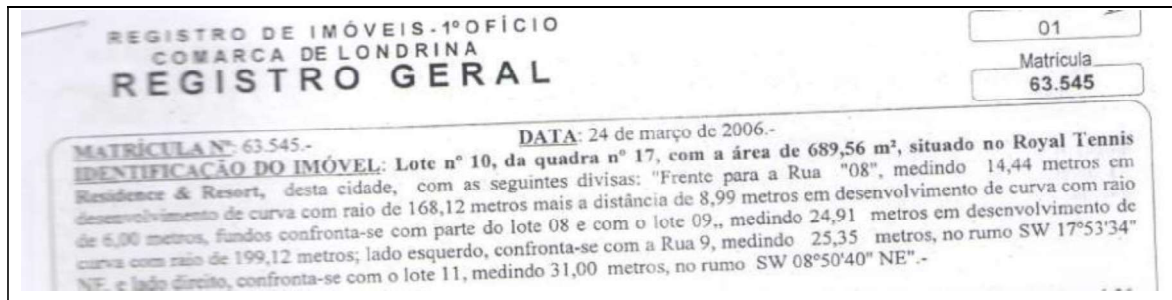 REGISTRO DE IMÓVEIS-1º OFÍCIO
COMARCA DE LONDRINA
REGISTRO GERAL
01
Matrícula
63.545
MATRÍCULA Nº: 63.545.- DATA: 24 de março de 2006.-
IDENTIFICAÇÃO DO IMÓVEL: Lote nº 10, da quadra nº 17, com a área de 689,56 m², situado no Royal Tennis
Residence & Resort, desta cidade, com as seguintes divisas: "Frente para a Rua "08", medindo 14,44 metros em
desenvolvimento de curva com raio de 168,12 metros mais a distância de 8,99 metros em desenvolvimento de curva com raio
de 6,00 metros, fundos confronta-se com parte do lote 08 e com o lote 09,, medindo 24,91 metros em desenvolvimento de
curva com raio de 199,12 metros; lado esquerdo, confronta-se com a Rua 9, medindo 25,35 metros, no rumo SW 17º53'34"
NE, e lado direito, confronta-se com o lote 11, medindo 31,00 metros, no rumo SW 08º50'40" NE".-